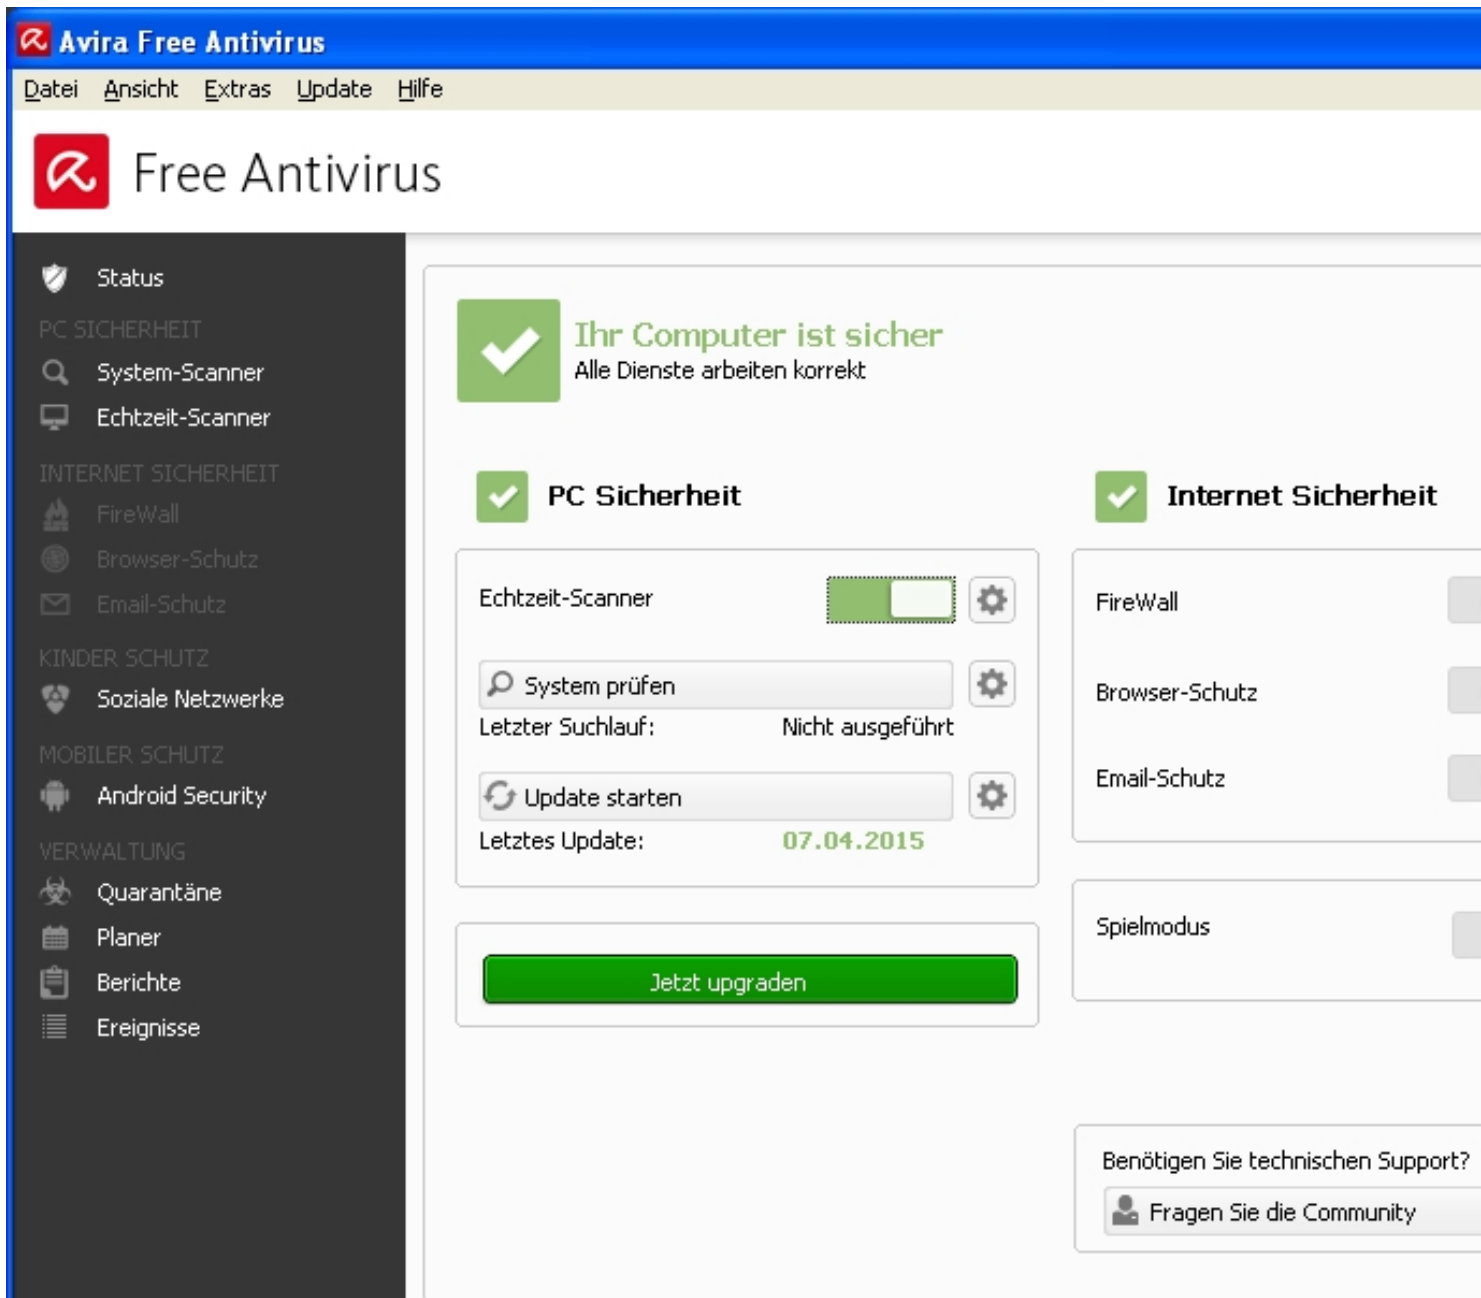 Avira Free Antivirus
Datei Ansicht Extras Update Hilfe
Free Antivirus
Status
PC SICHERHEIT
System-Scanner
Echtzeit-Scanner
INTERNET SICHERHEIT
FireWall
Browser-Schutz
Email-Schutz
KINDER SCHUTZ
Soziale Netzwerke
MOBILER SCHUTZ
Android Security
VERWALTUNG
Quarantäne
Planer
Berichte
Ereignisse
Ihr Computer ist sicher
Alle Dienste arbeiten korrekt
PC Sicherheit
Echtzeit-Scanner
System prüfen
Letzter Suchlauf: Nicht ausgeführt
Update starten
Letztes Update: 07.04.2015
Jetzt upgraden
Internet Sicherheit
FireWall
Browser-Schutz
Email-Schutz
Spielmodus
Benötigen Sie technischen Support?
Fragen Sie die Community